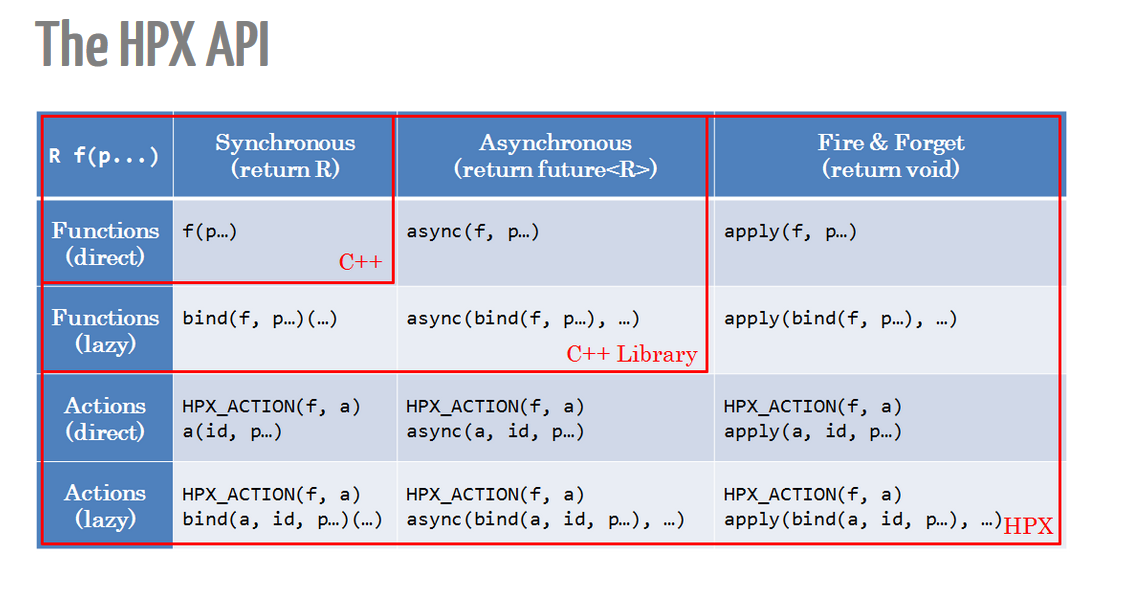 The HPX API
R f(p...)
Synchronous
(return R)
Asynchronous
(return future<R>)
Fire & Forget
(return void)
Functions
(direct)
f(p…)
C++
async(f, p…)
apply(f, p…)
Functions
(lazy)
bind(f, p…)(…)
async(bind(f, p…), …)
C++ Library
apply(bind(f, p…), …)
Actions
(direct)
HPX_ACTION(f, a)
a(id, p…)
HPX_ACTION(f, a)
async(a, id, p…)
HPX_ACTION(f, a)
apply(a, id, p…)
Actions
(lazy)
HPX_ACTION(f, a)
bind(a, id, p…)(…)
HPX_ACTION(f, a)
async(bind(a, id, p…), …)
HPX_ACTION(f, a)
apply(bind(a, id, p…), …)
HPX